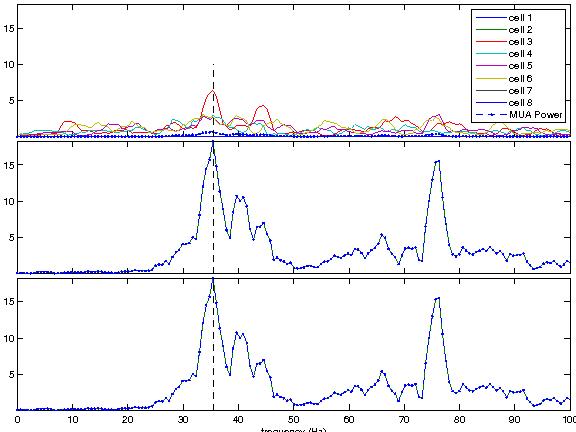 15
10
5
cell 1
cell 2
cell 3
cell 4
cell 5
cell 6
cell 7
cell 8
MUA Power
15
10
5
15
10
5
0 10 20 30 40 50 60 70 80 90 100
frequency (Hz)